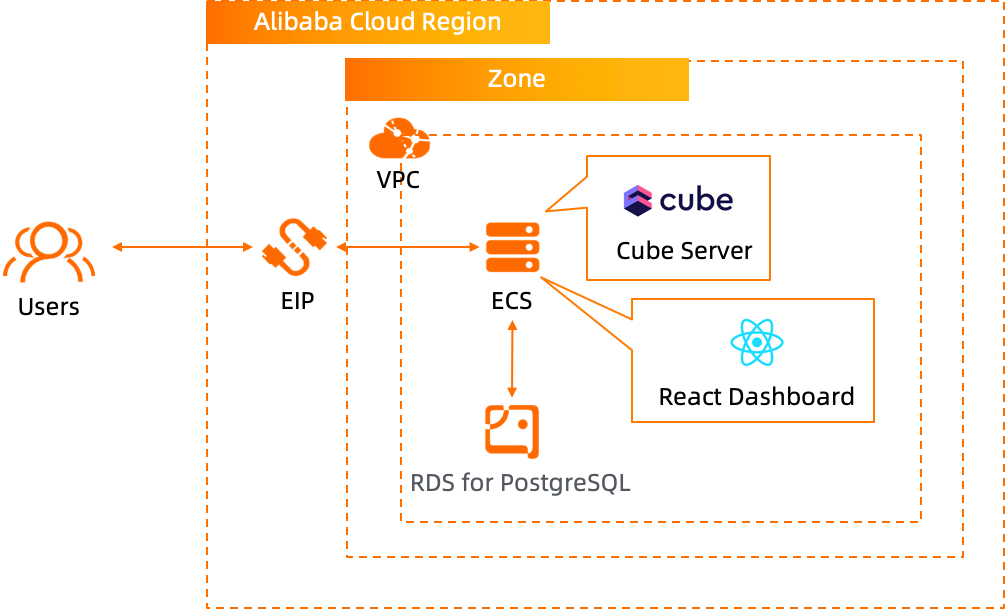 Alibaba Cloud Region
Zone
VPC
cube
Cube Server
Users
EIP
ECS
React Dashboard
RDS for PostgreSQL